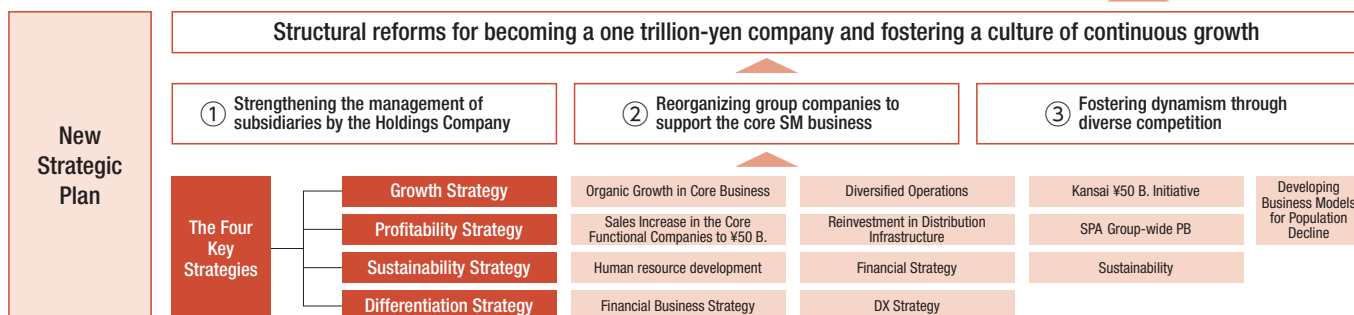 Structural reforms for becoming a one trillion-yen company and fostering a culture of continuous growth
New
Strategic
Plan
① Strengthening the management of
subsidiaries by the Holdings Company
② Reorganizing group companies to
support the core SM business
③ Fostering dynamism through
diverse competition
The Four
Key
Strategies
Growth Strategy
Organic Growth in Core Business
Diversified Operations
Kansai ¥50 B. Initiative
Developing
Business Models
for Population
Decline
Profitability Strategy
Sales Increase in the Core
Functional Companies to ¥50 B.
Reinvestment in Distribution
Infrastructure
SPA Group-wide PB
Sustainability Strategy
Human resource development
Financial Strategy
Sustainability
Differentiation Strategy
Financial Business Strategy
DX Strategy